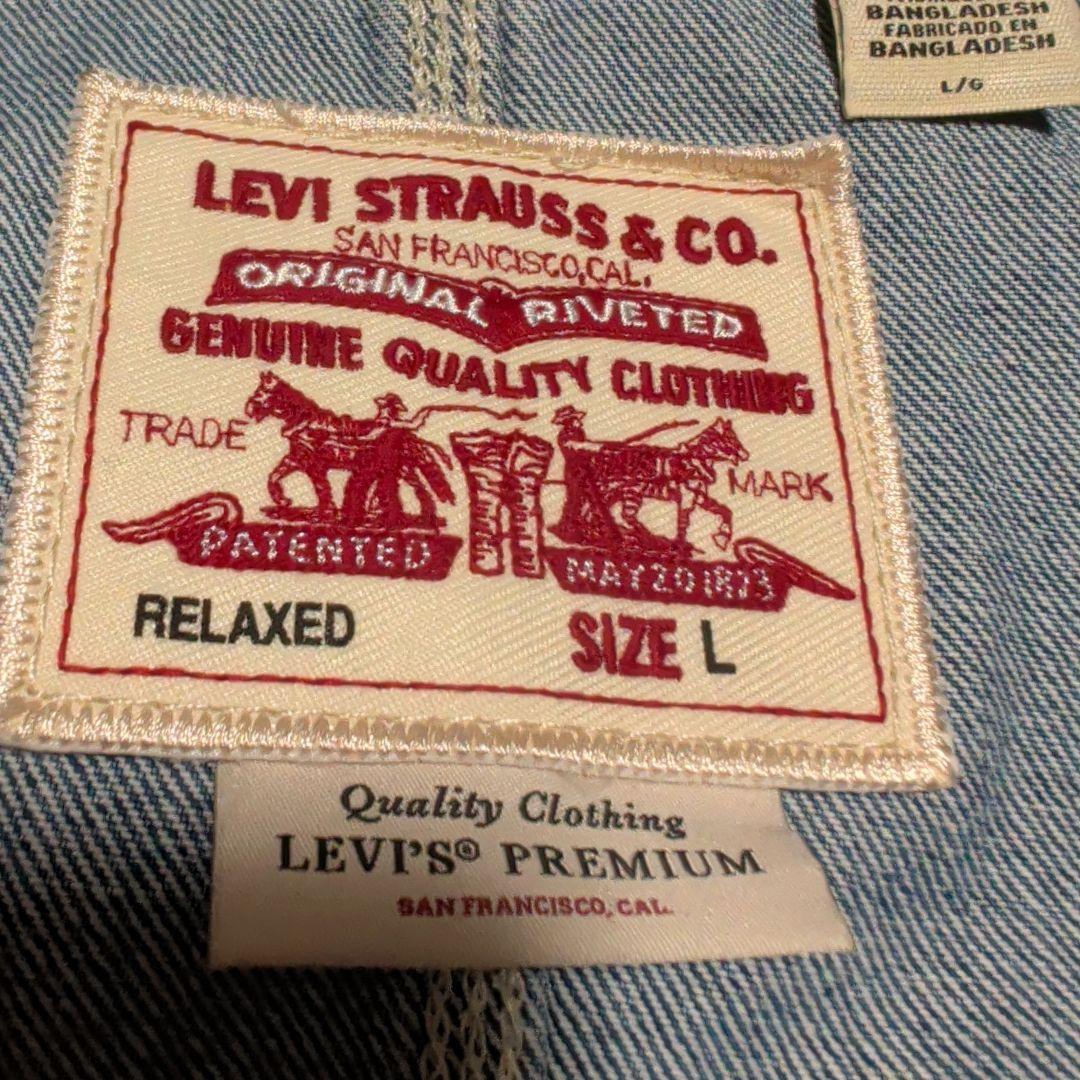 BANGLADESH
FABRICADO EN
BANGLADESH
L/G
LEVI STRAUSS & CO.
SAN FRANCISCO, CAL.
ORIGINAL RIVETED
GENUINE QUALITY CLOTHING
TRADE MARK
PATENTED MAY 20 1873
RELAXED SIZE L
Quality Clothing
LEVI'S® PREMIUM
SAN FRANCISCO, CAL.